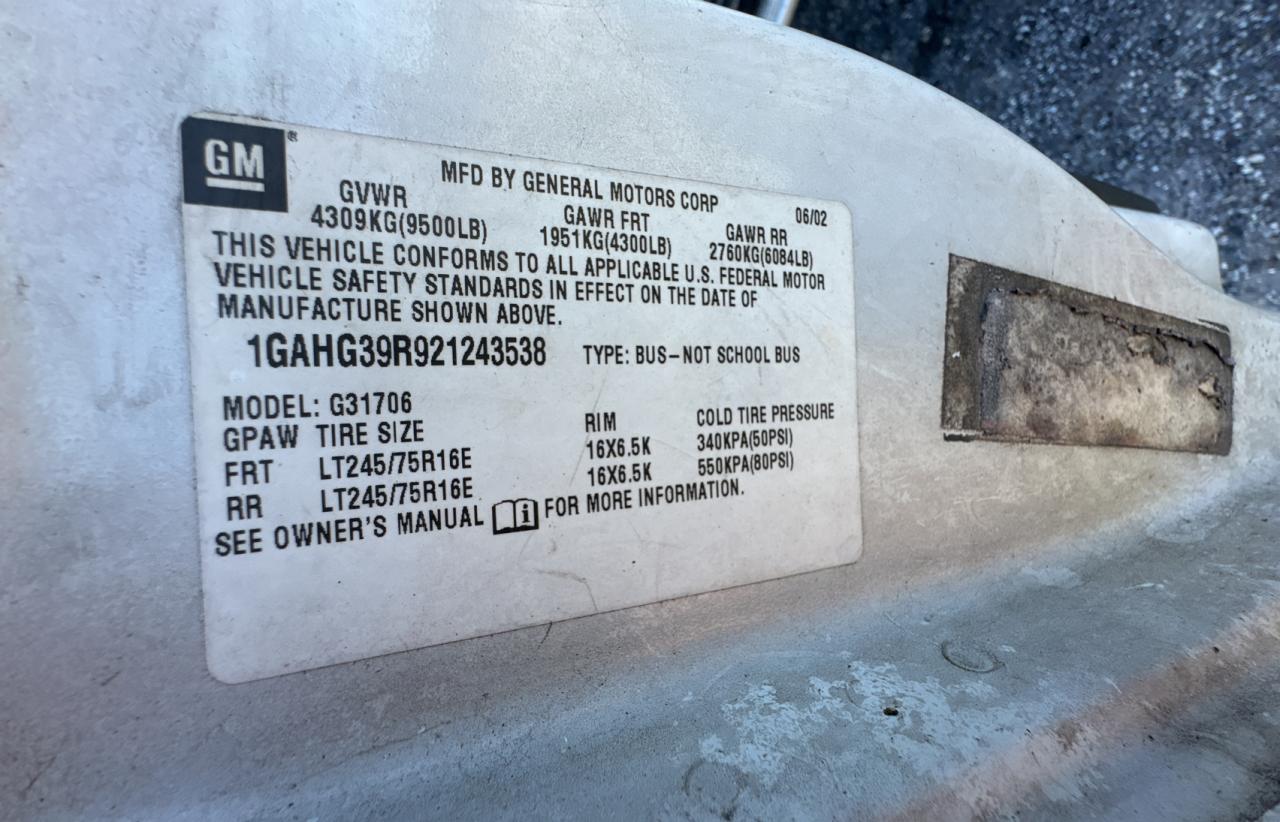 GM®
MFD BY GENERAL MOTORS CORP 06/02
GVWR GAWR FRT GAWR RR
4309KG(9500LB) 1951KG(4300LB) 2760KG(6084LB)
THIS VEHICLE CONFORMS TO ALL APPLICABLE U.S. FEDERAL MOTOR
VEHICLE SAFETY STANDARDS IN EFFECT ON THE DATE OF
MANUFACTURE SHOWN ABOVE.
1GAHG39R921243538 TYPE: BUS-NOT SCHOOL BUS
MODEL: G31706
GPAW TIRE SIZE RIM COLD TIRE PRESSURE
FRT LT245/75R16E 16X6.5K 340KPA(50PSI)
RR LT245/75R16E 16X6.5K 550KPA(80PSI)
SEE OWNER'S MANUAL i FOR MORE INFORMATION.